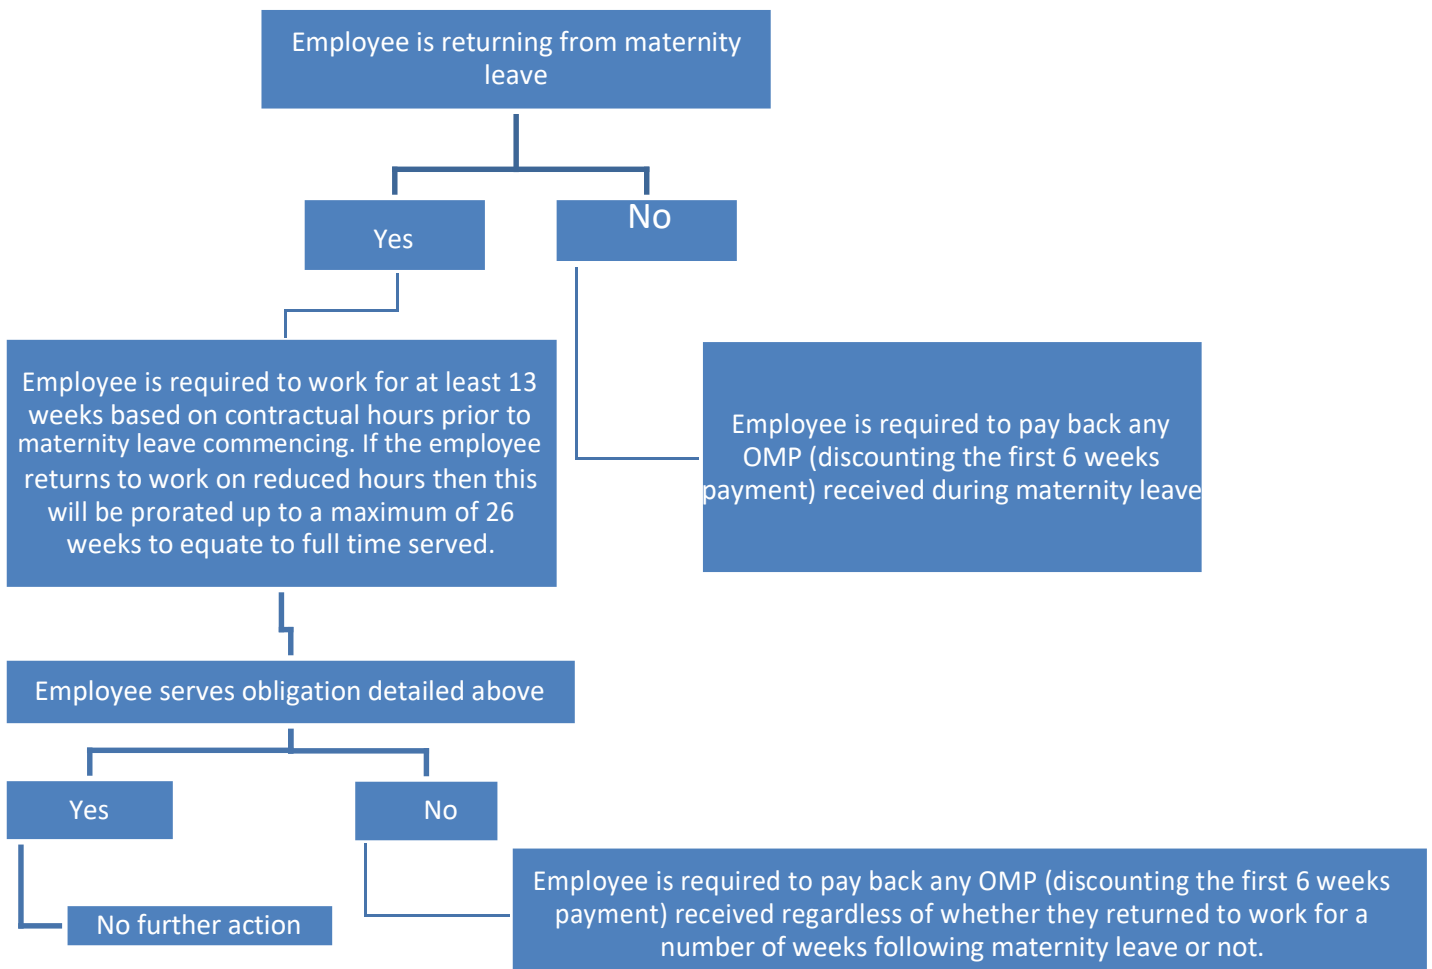 Employee is returning from maternity
leave
Yes
No
Employee is required to work for at least 13
weeks based on contractual hours prior to
maternity leave commencing. If the employee
returns to work on reduced hours then this
will be prorated up to a maximum of 26
weeks to equate to full time served.
Employee is required to pay back any
OMP (discounting the first 6 weeks
payment) received during maternity leave
Employee serves obligation detailed above
Yes
No
No further action
Employee is required to pay back any OMP (discounting the first 6 weeks
payment) received regardless of whether they returned to work for a
number of weeks following maternity leave or not.